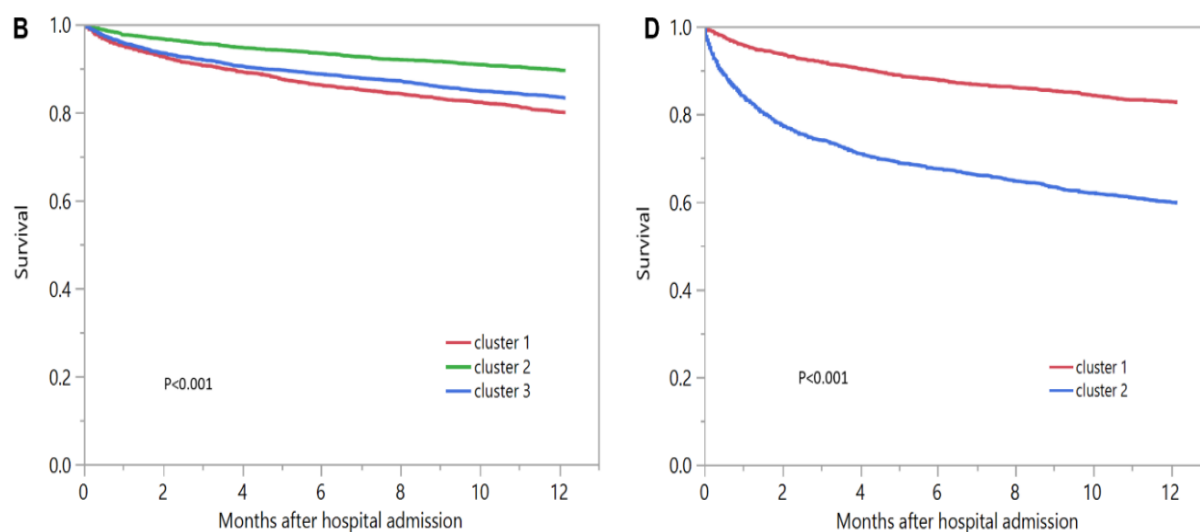 B
1.0
0.8
0.6
0.4
0.2
0.0
Survival
cluster 1
cluster 2
cluster 3
P<0.001
0 2 4 6 8 10 12
Months after hospital admission
D
1.0
0.8
0.6
0.4
0.2
0.0
Survival
cluster 1
cluster 2
P<0.001
0 2 4 6 8 10 12
Months after hospital admission